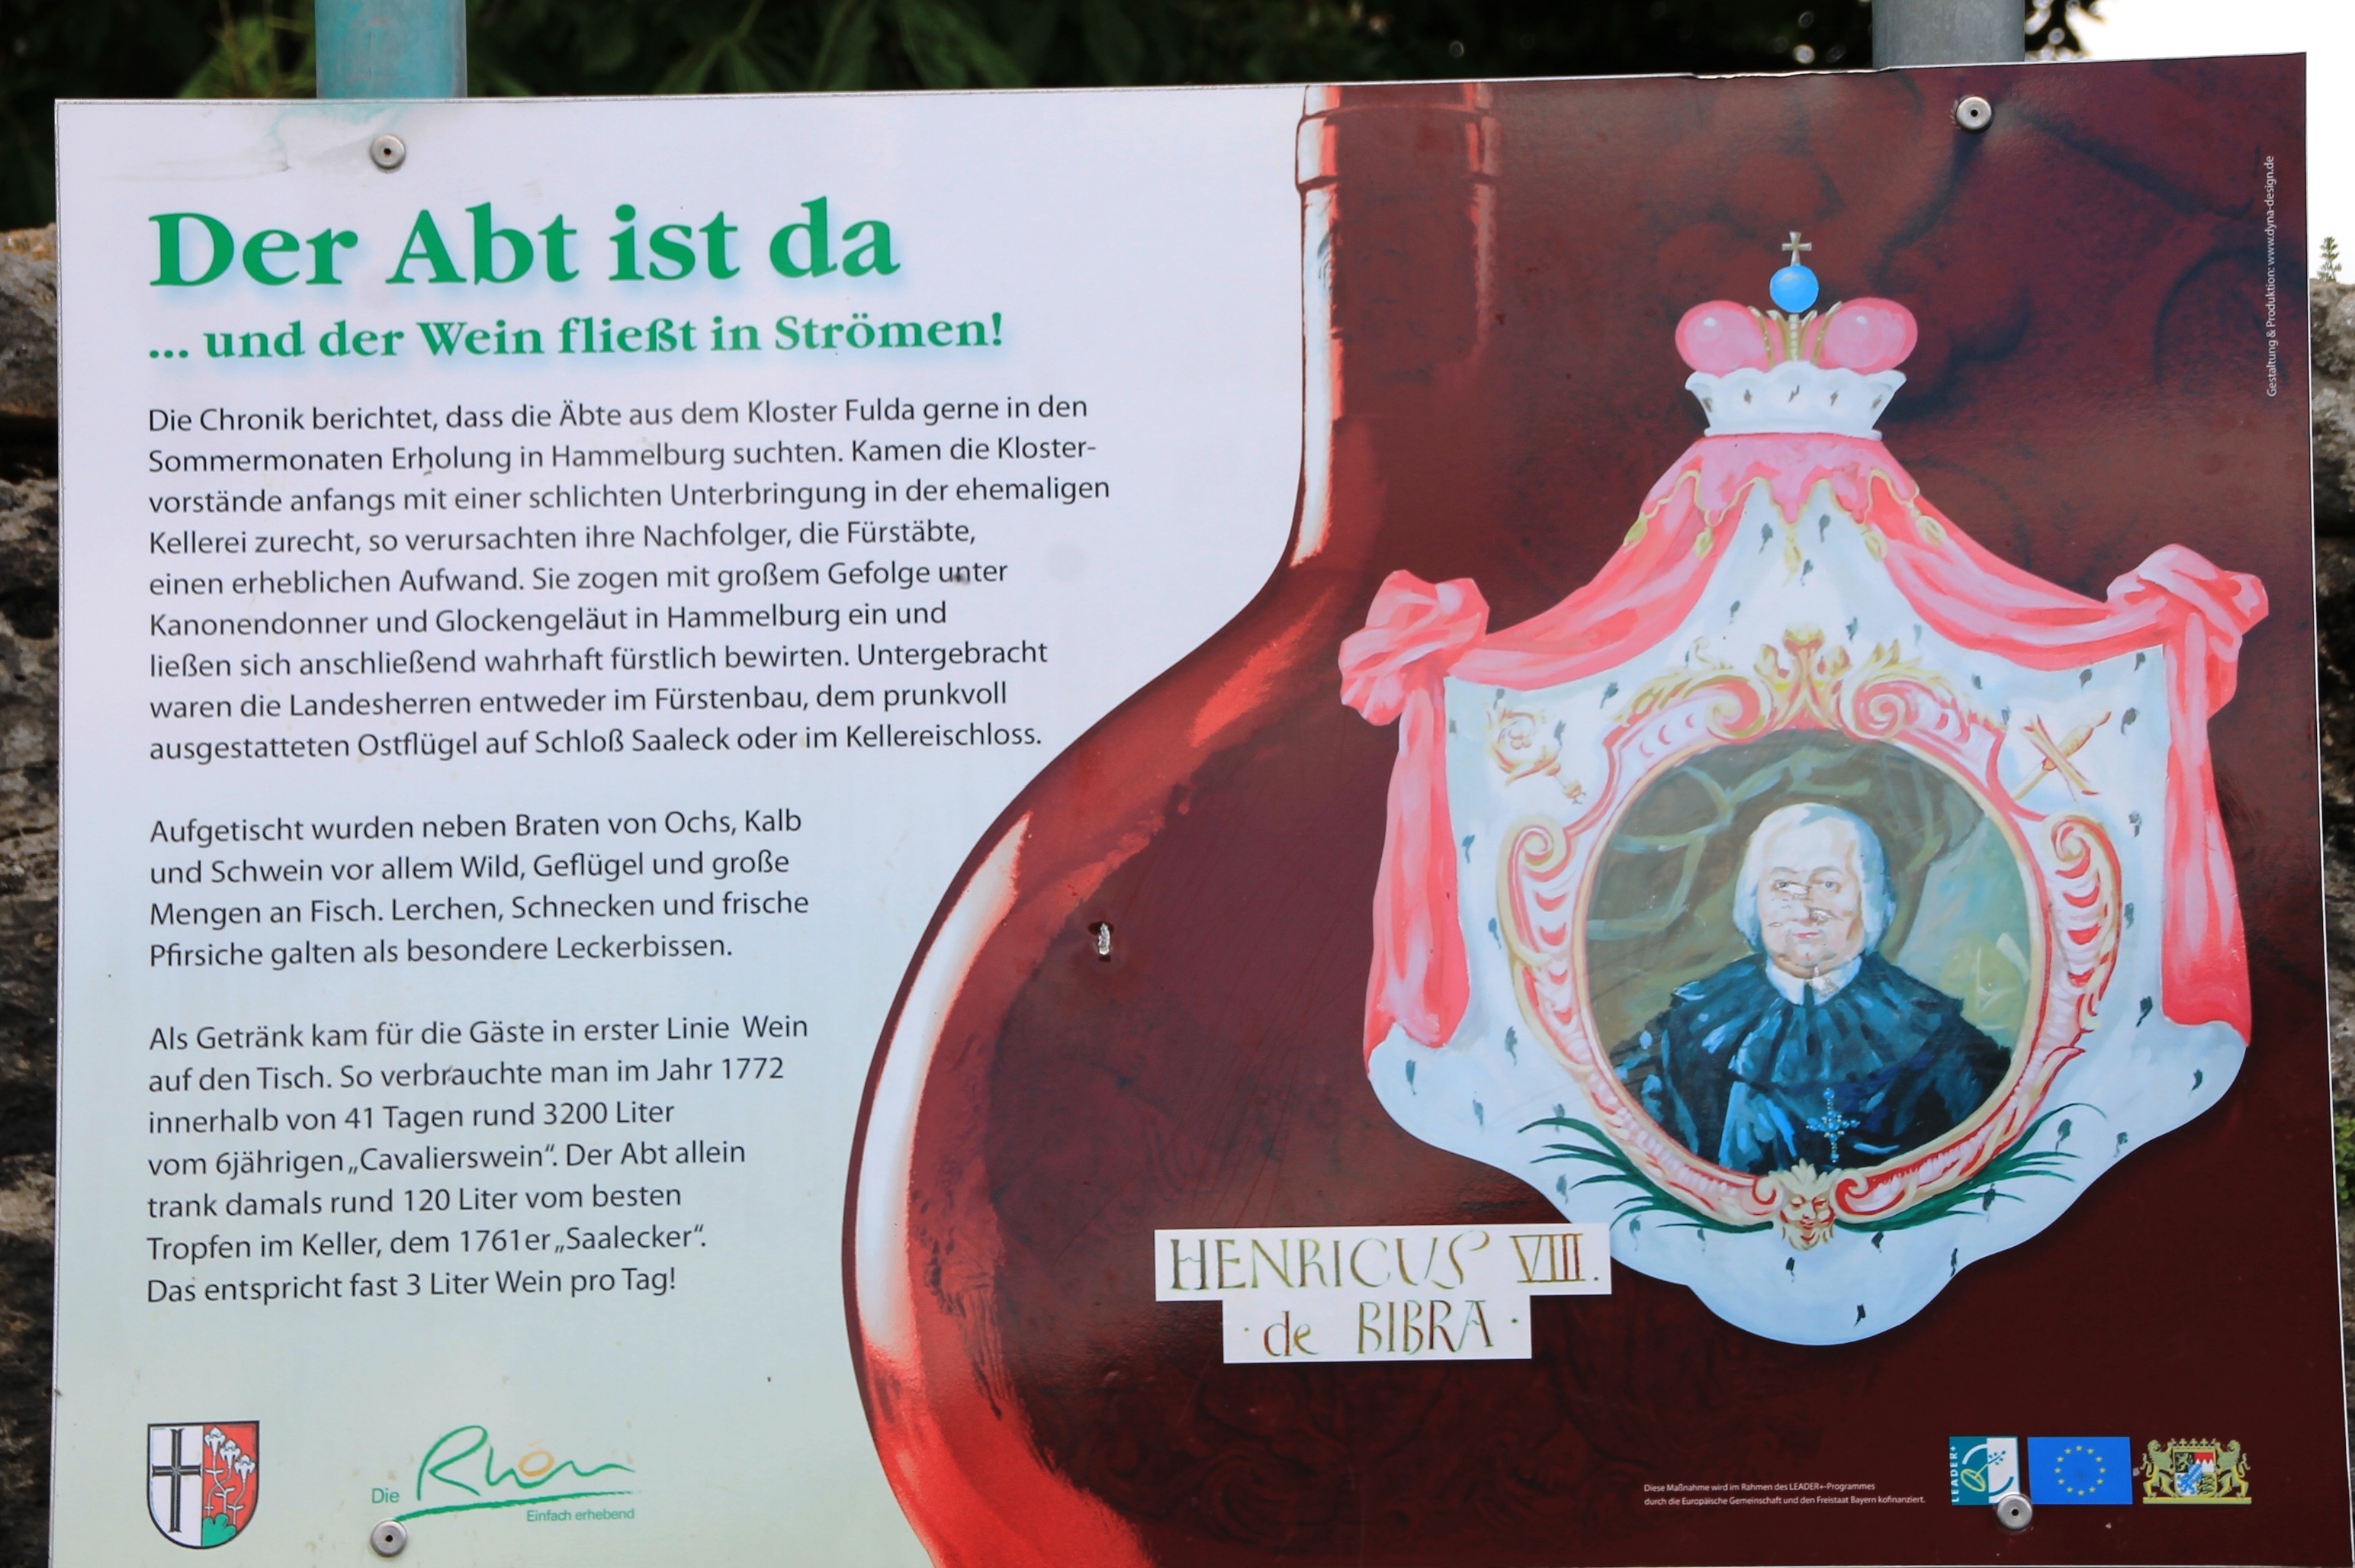 Der Abt ist da
... und der Wein fließt in Strömen!
Die Chronik berichtet, dass die Äbte aus dem Kloster Fulda gerne in den
Sommermonaten Erholung in Hammelburg suchten. Kamen die Kloster-
vorstände anfangs mit einer schlichten Unterbringung in der ehemaligen
Kellerei zurecht, so verursachten ihre Nachfolger, die Fürstäbte,
einen erheblichen Aufwand. Sie zogen mit großem Gefolge unter
Kanonendonner und Glockengeläut in Hammelburg ein und
ließen sich anschließend wahrhaft fürstlich bewirten. Untergebracht
waren die Landesherren entweder im Fürstenbau, dem prunkvoll
ausgestatteten Ostflügel auf Schloß Saaleck oder im Kellereischloss.
Aufgetischt wurden neben Braten von Ochs, Kalb
und Schwein vor allem Wild, Geflügel und große
Mengen an Fisch. Lerchen, Schnecken und frische
Pfirsiche galten als besondere Leckerbissen.
Als Getränk kam für die Gäste in erster Linie Wein
auf den Tisch. So verbrauchte man im Jahr 1772
innerhalb von 41 Tagen rund 3200 Liter
vom 6jährigen „Cavalierswein“. Der Abt allein
trank damals rund 120 Liter vom besten
Tropfen im Keller, dem 1761er „Saalecker“.
Das entspricht fast 3 Liter Wein pro Tag!
HENRICUS VIII.
· de BIBRA ·
Die Rhön
Einfach erhebend
Diese Maßnahme wird im Rahmen des LEADER+-Programmes
durch die Europäische Gemeinschaft und den Freistaat Bayern kofinanziert.
LEADER+
Gestaltung & Produktion: www.dyna-design.de